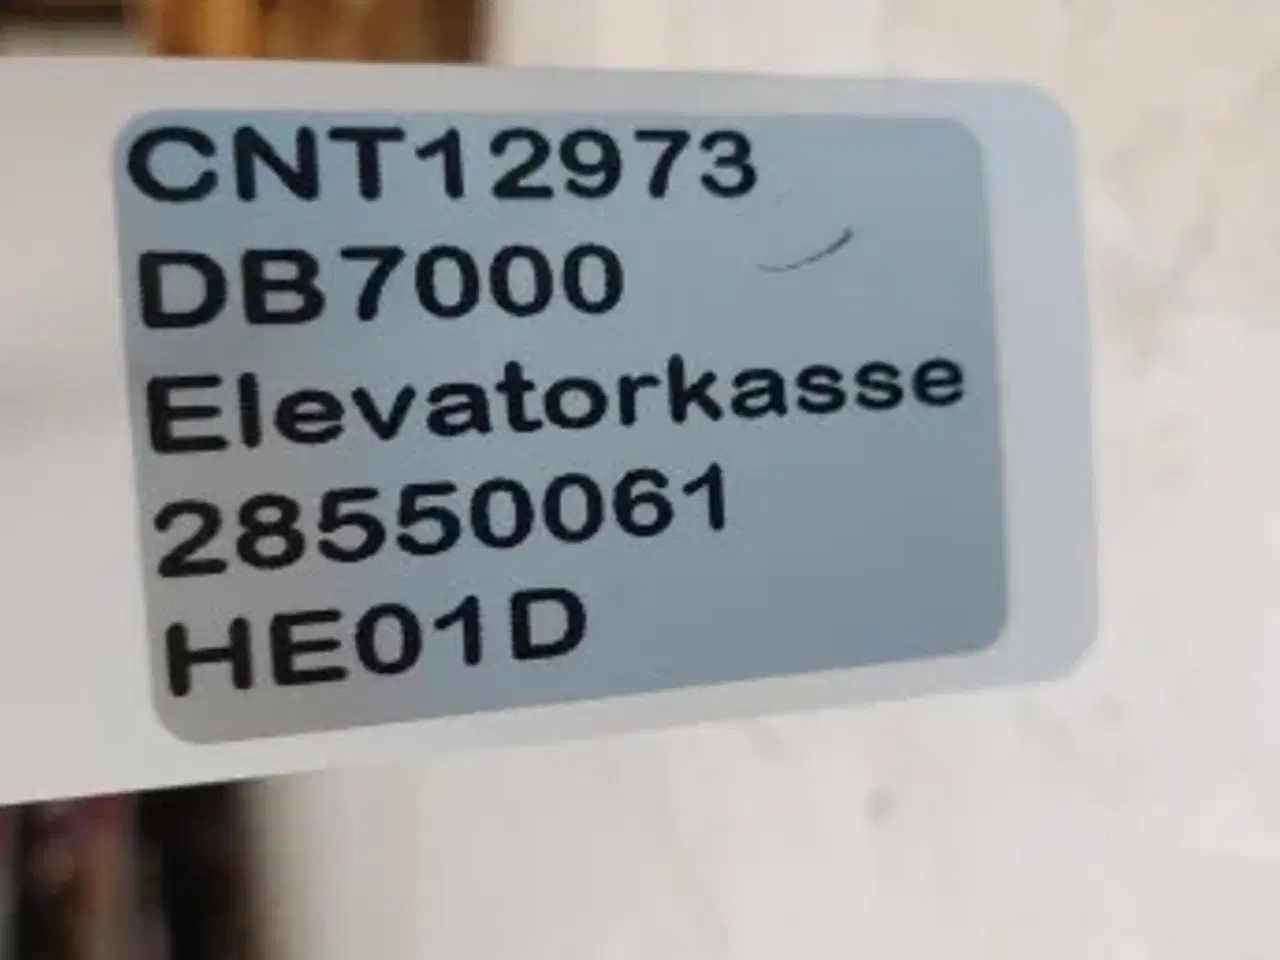 CNT12973
DB7000
Elevatorkasse
28550061
HE01D